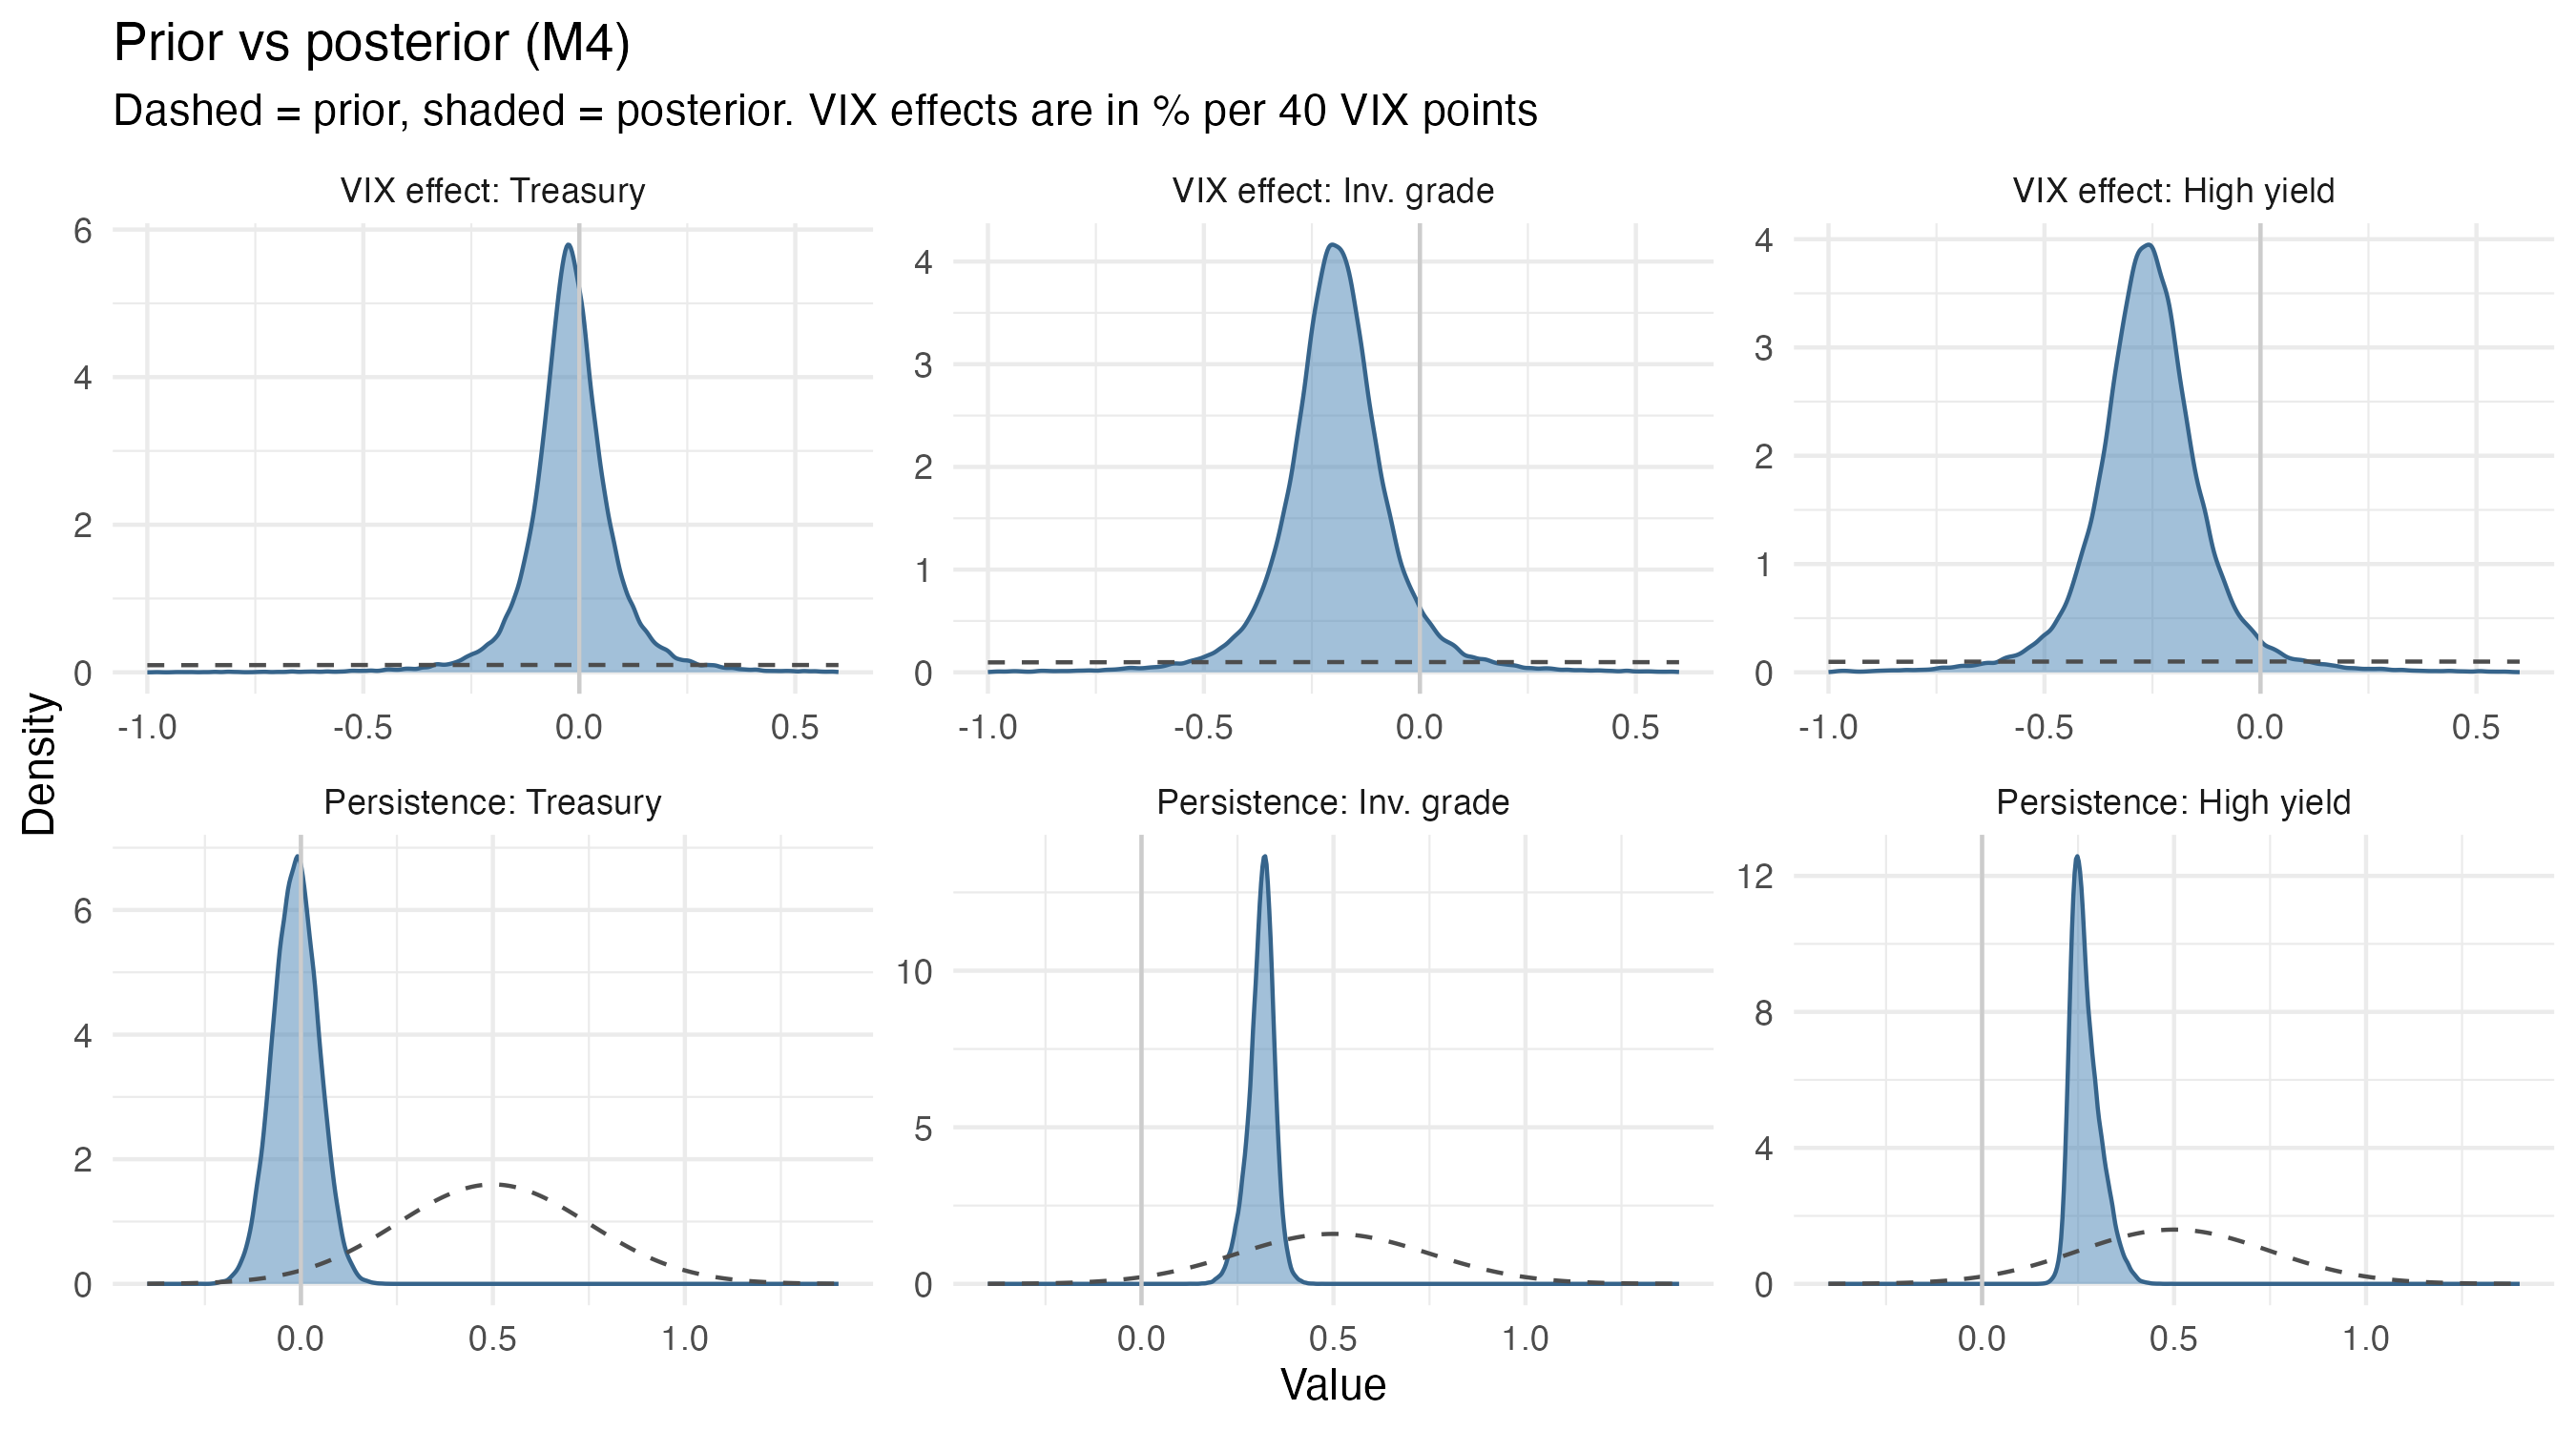 Prior vs posterior (M4)
Dashed = prior, shaded = posterior. VIX effects are in % per 40 VIX points
VIX effect: Treasury
VIX effect: Inv. grade
VIX effect: High yield
6
4
2
0
4
3
2
1
0
4
3
2
1
0
-1.0 -0.5 0.0 0.5
-1.0 -0.5 0.0 0.5
-1.0 -0.5 0.0 0.5
Density
Persistence: Treasury
Persistence: Inv. grade
Persistence: High yield
6
4
2
0
10
5
0
12
8
4
0
0.0 0.5 1.0
0.0 0.5 1.0
0.0 0.5 1.0
Value